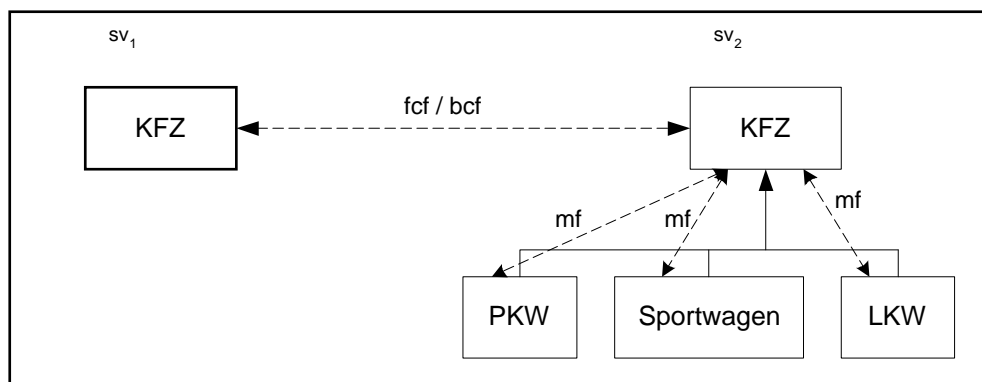 sv1 sv2
KFZ fcf / bcf KFZ
mf mf mf
PKW Sportwagen LKW